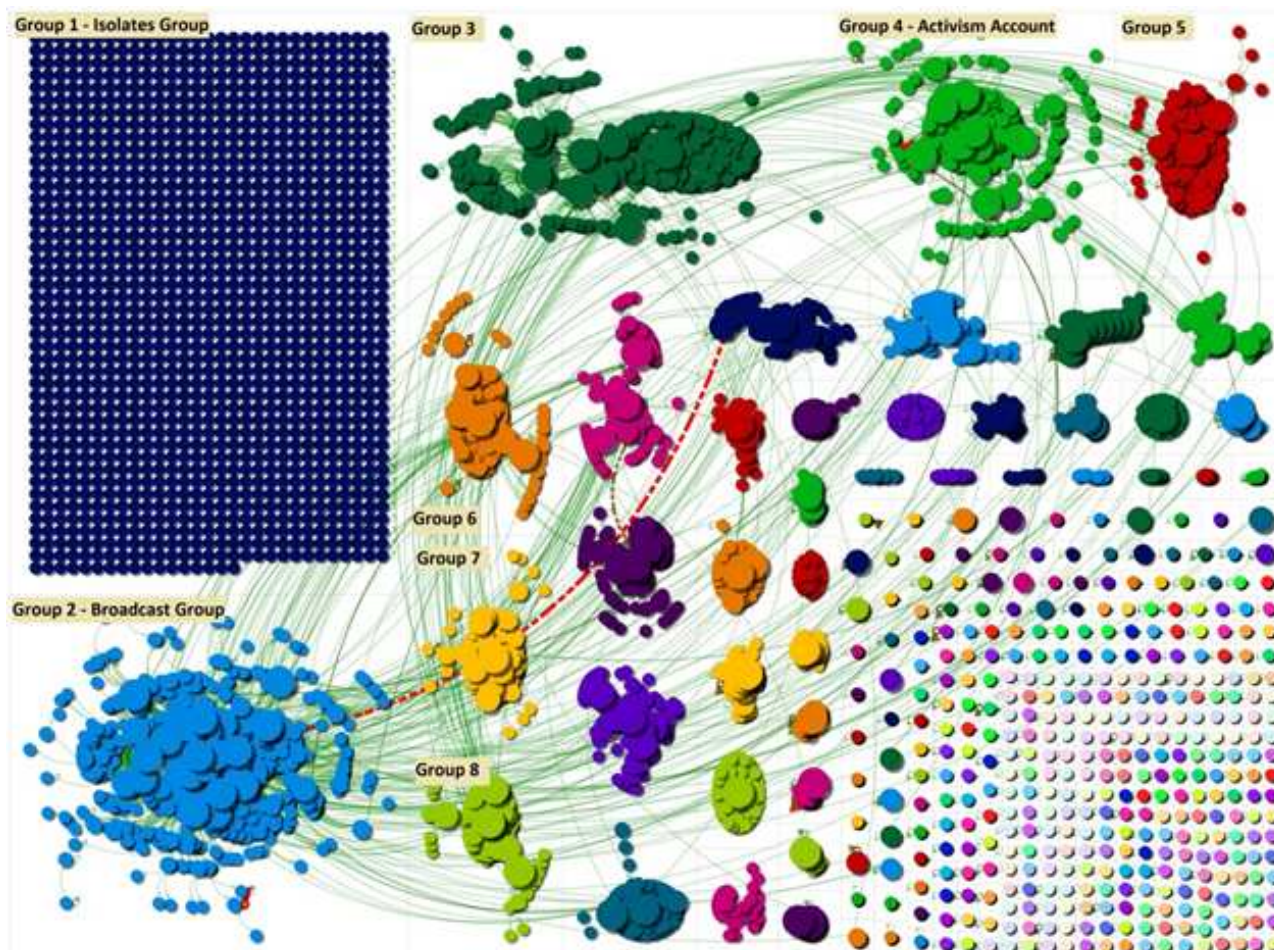 Group 1 - Isolates Group
Group 3
Group 4 - Activism Account
Group 5
Group 6
Group 7
Group 2 - Broadcast Group
Group 8